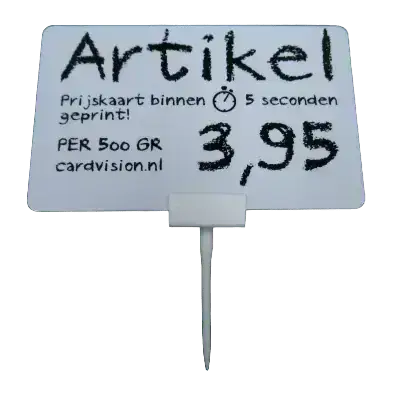 Artikel
Prijskaart binnen 5 seconden
geprint!
PER 500 GR
cardvision.nl
3,95